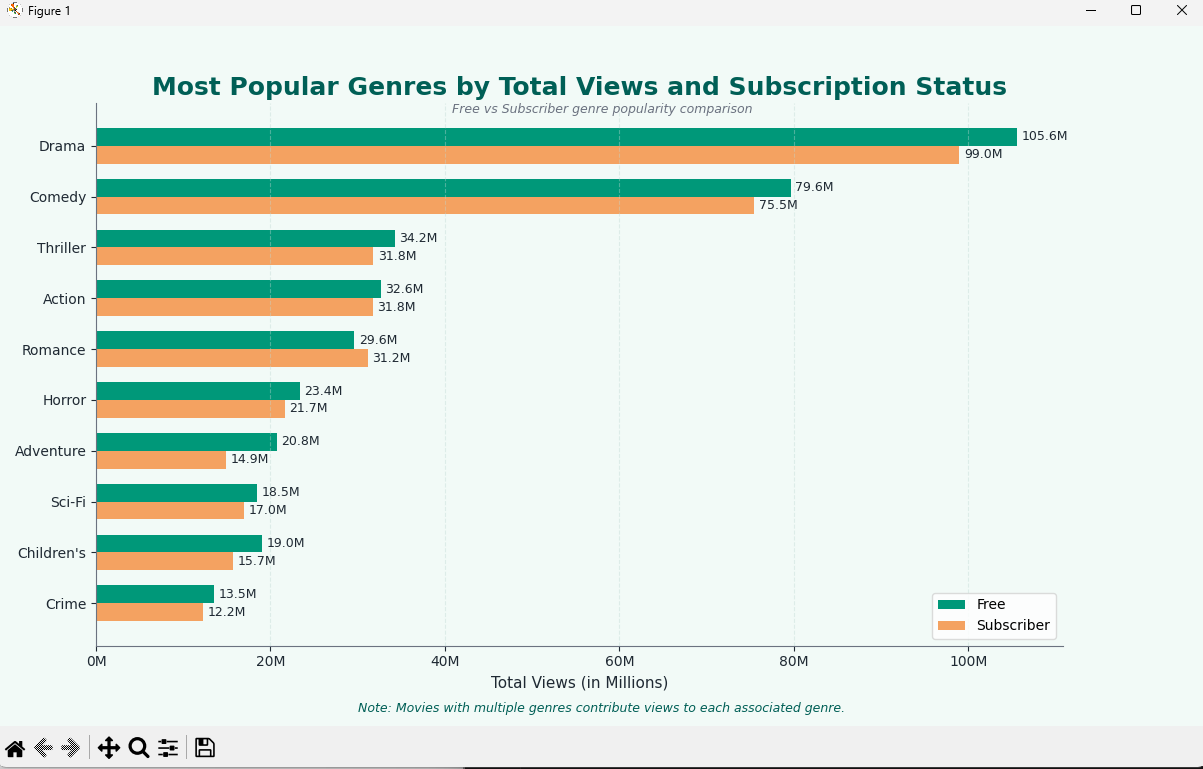 Figure 1
Most Popular Genres by Total Views and Subscription Status
Free vs Subscriber genre popularity comparison
Drama
105.6M
99.0M
Comedy
79.6M
75.5M
Thriller
34.2M
31.8M
Action
32.6M
31.8M
Romance
29.6M
31.2M
Horror
23.4M
21.7M
Adventure
20.8M
14.9M
Sci-Fi
18.5M
17.0M
Children's
19.0M
15.7M
Crime
13.5M
12.2M
Free
Subscriber
0M 20M 40M 60M 80M 100M
Total Views (in Millions)
Note: Movies with multiple genres contribute views to each associated genre.